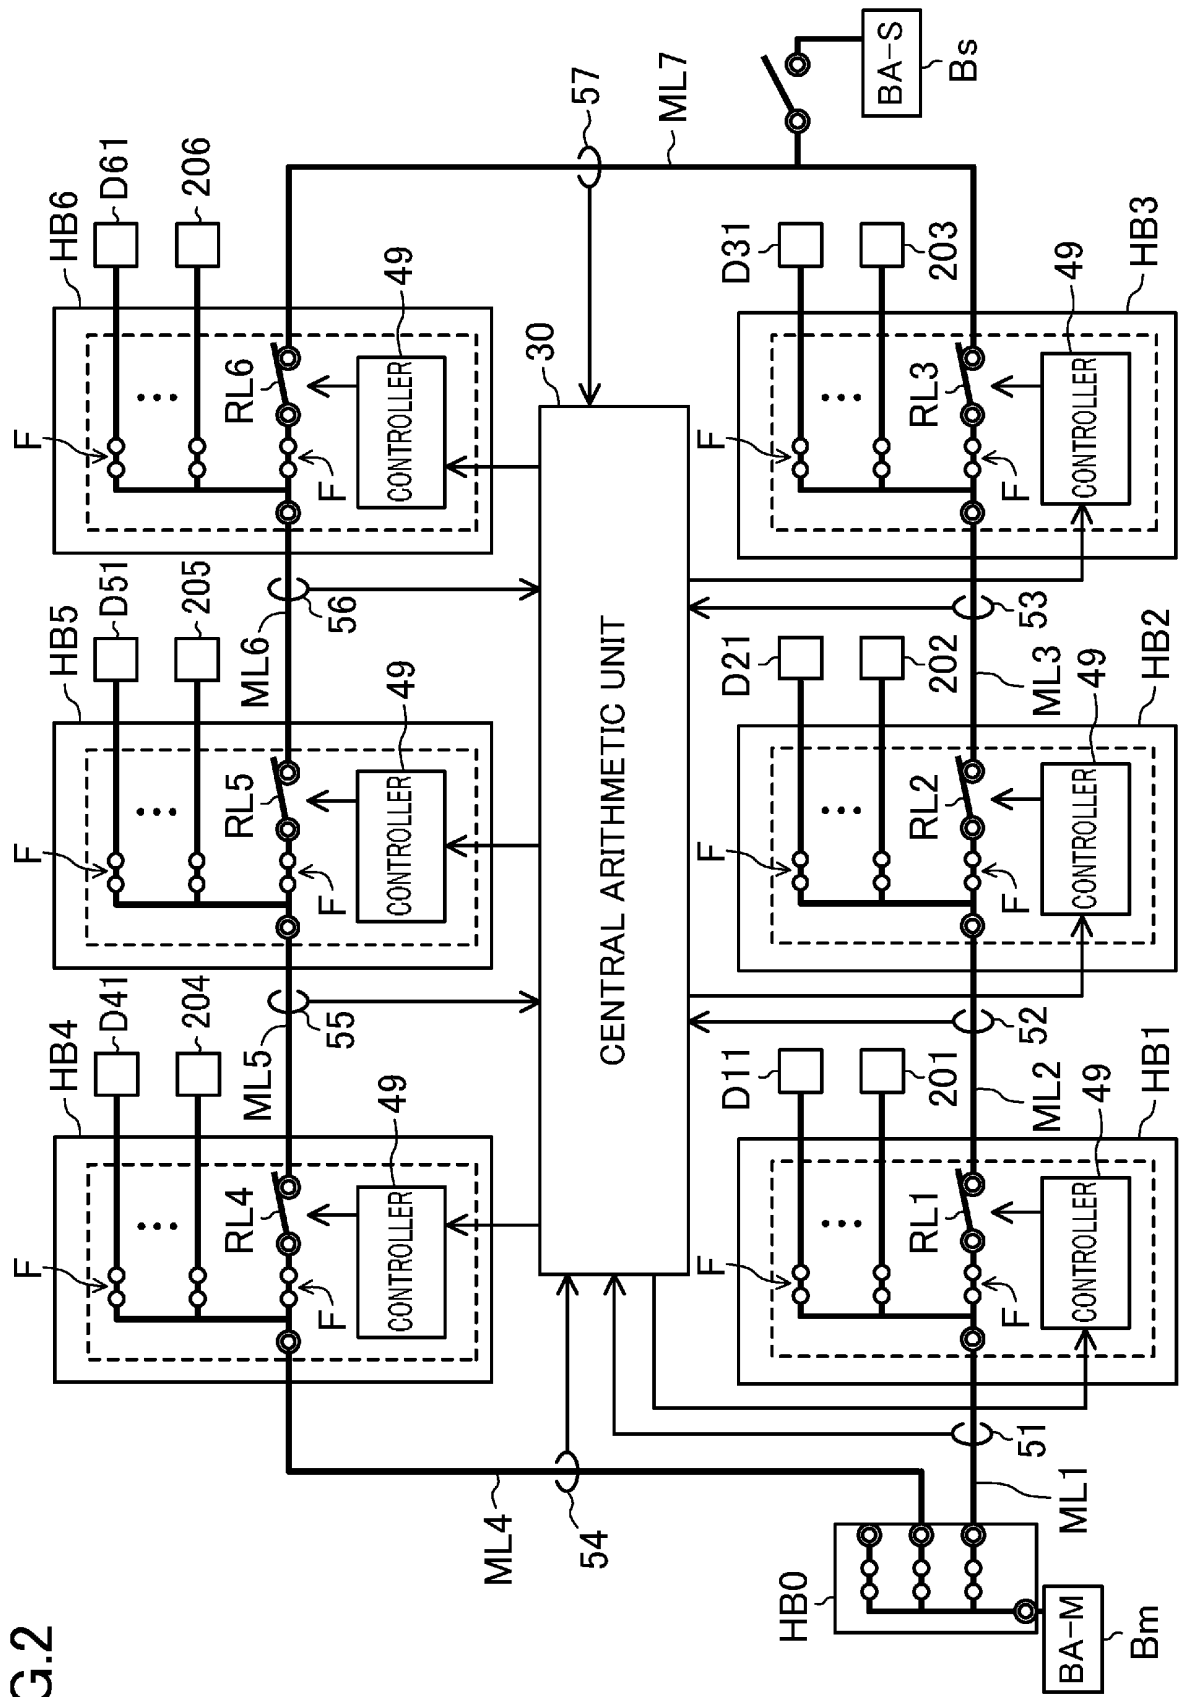 G.2
HB4
D41
204
F
RL4
F
CONTROLLER
49
ML5
55
HB5
D51
205
F
RL5
F
CONTROLLER
49
ML6
56
HB6
D61
206
F
RL6
F
CONTROLLER
49
57
ML7
BA-S
Bs
30
CENTRAL ARITHMETIC UNIT
ML4
54
HB0
BA-M
Bm
ML1
51
F
D11
201
RL1
F
CONTROLLER
49
HB1
ML2
52
F
D21
202
RL2
F
CONTROLLER
49
HB2
ML3
53
F
D31
203
RL3
F
CONTROLLER
49
HB3